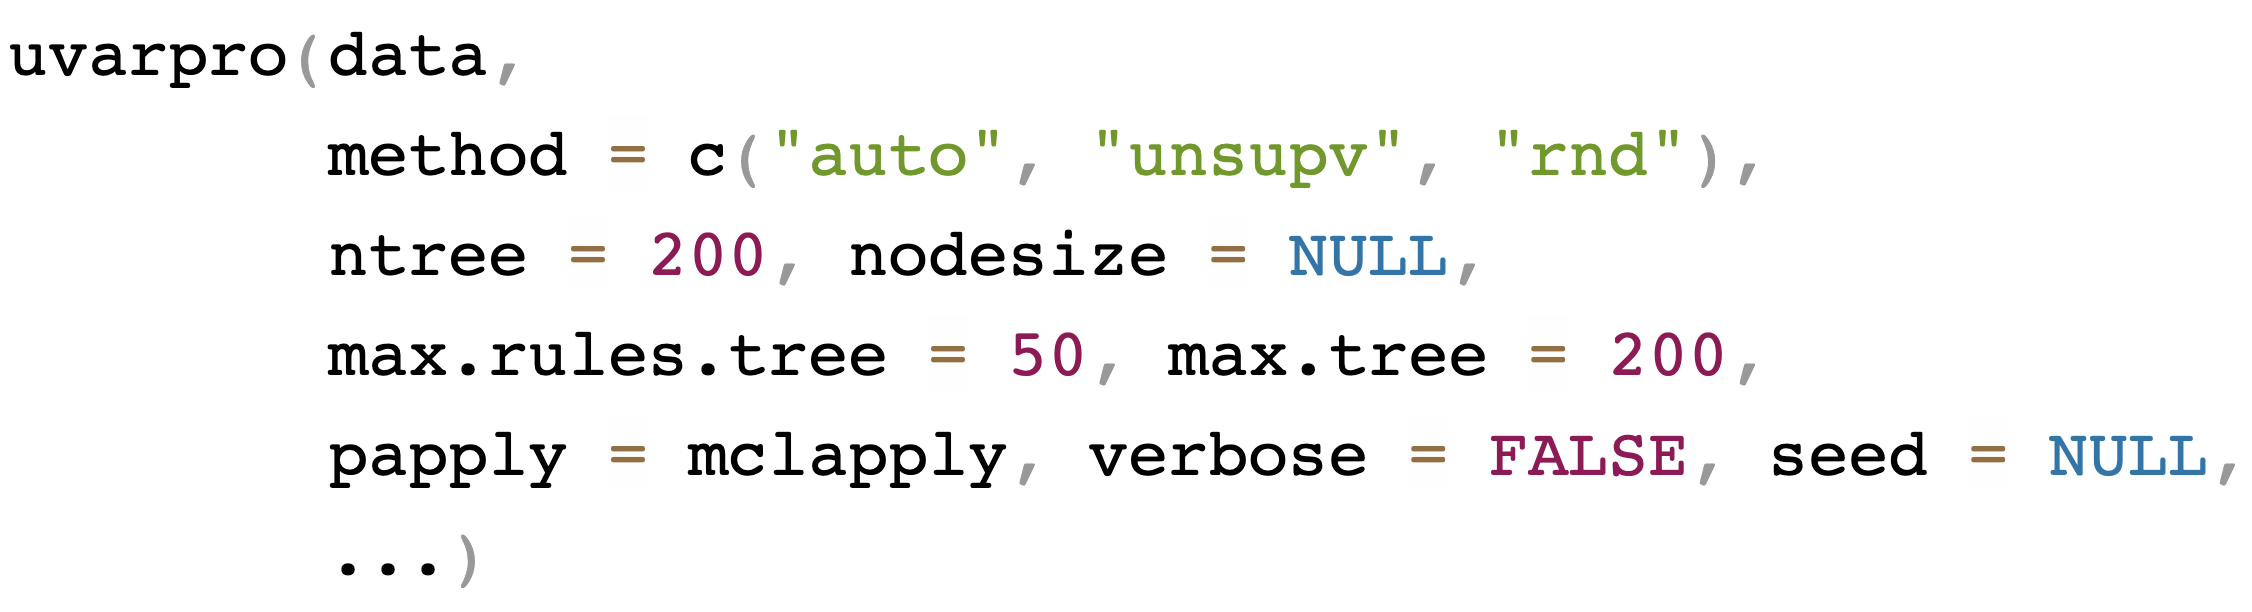 uvarpro(data,
method = c("auto", "unsupv", "rnd"),
ntree = 200, nodesize = NULL,
max.rules.tree = 50, max.tree = 200,
papply = mclapply, verbose = FALSE, seed = NULL,
...)